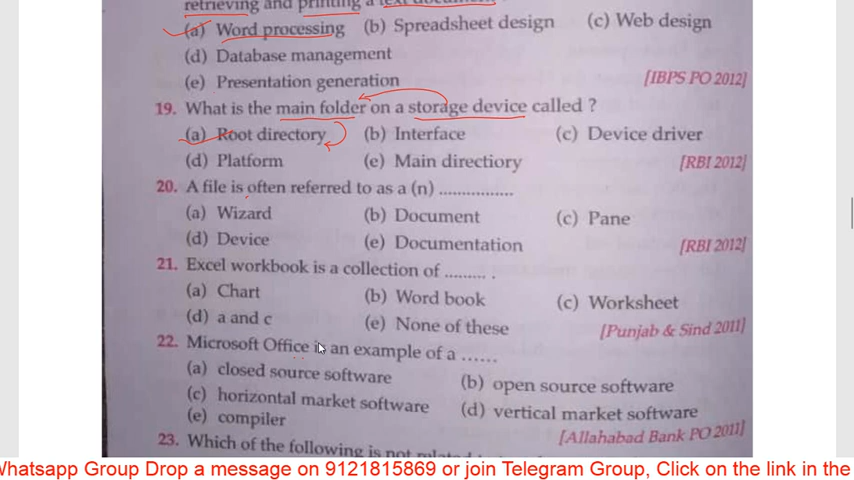 retrieving and printing a text document
(a) Word processing (b) Spreadsheet design (c) Web design
(d) Database management
(e) Presentation generation [IBPS PO 2012]
19. What is the main folder on a storage device called ?
(a) Root directory (b) Interface (c) Device driver
(d) Platform (e) Main directiory [RBI 2012]
20. A file is often referred to as a (n) .................
(a) Wizard (b) Document (c) Pane
(d) Device (e) Documentation [RBI 2012]
21. Excel workbook is a collection of ......... .
(a) Chart (b) Word book (c) Worksheet
(d) a and c (e) None of these [Punjab & Sind 2011]
22. Microsoft Office is an example of a ......
(a) closed source software (b) open source software
(c) horizontal market software (d) vertical market software
(e) compiler [Allahabad Bank PO 2011]
23. Which of the following is not
Whatsapp Group Drop a message on 9121815869 or join Telegram Group, Click on the link in the